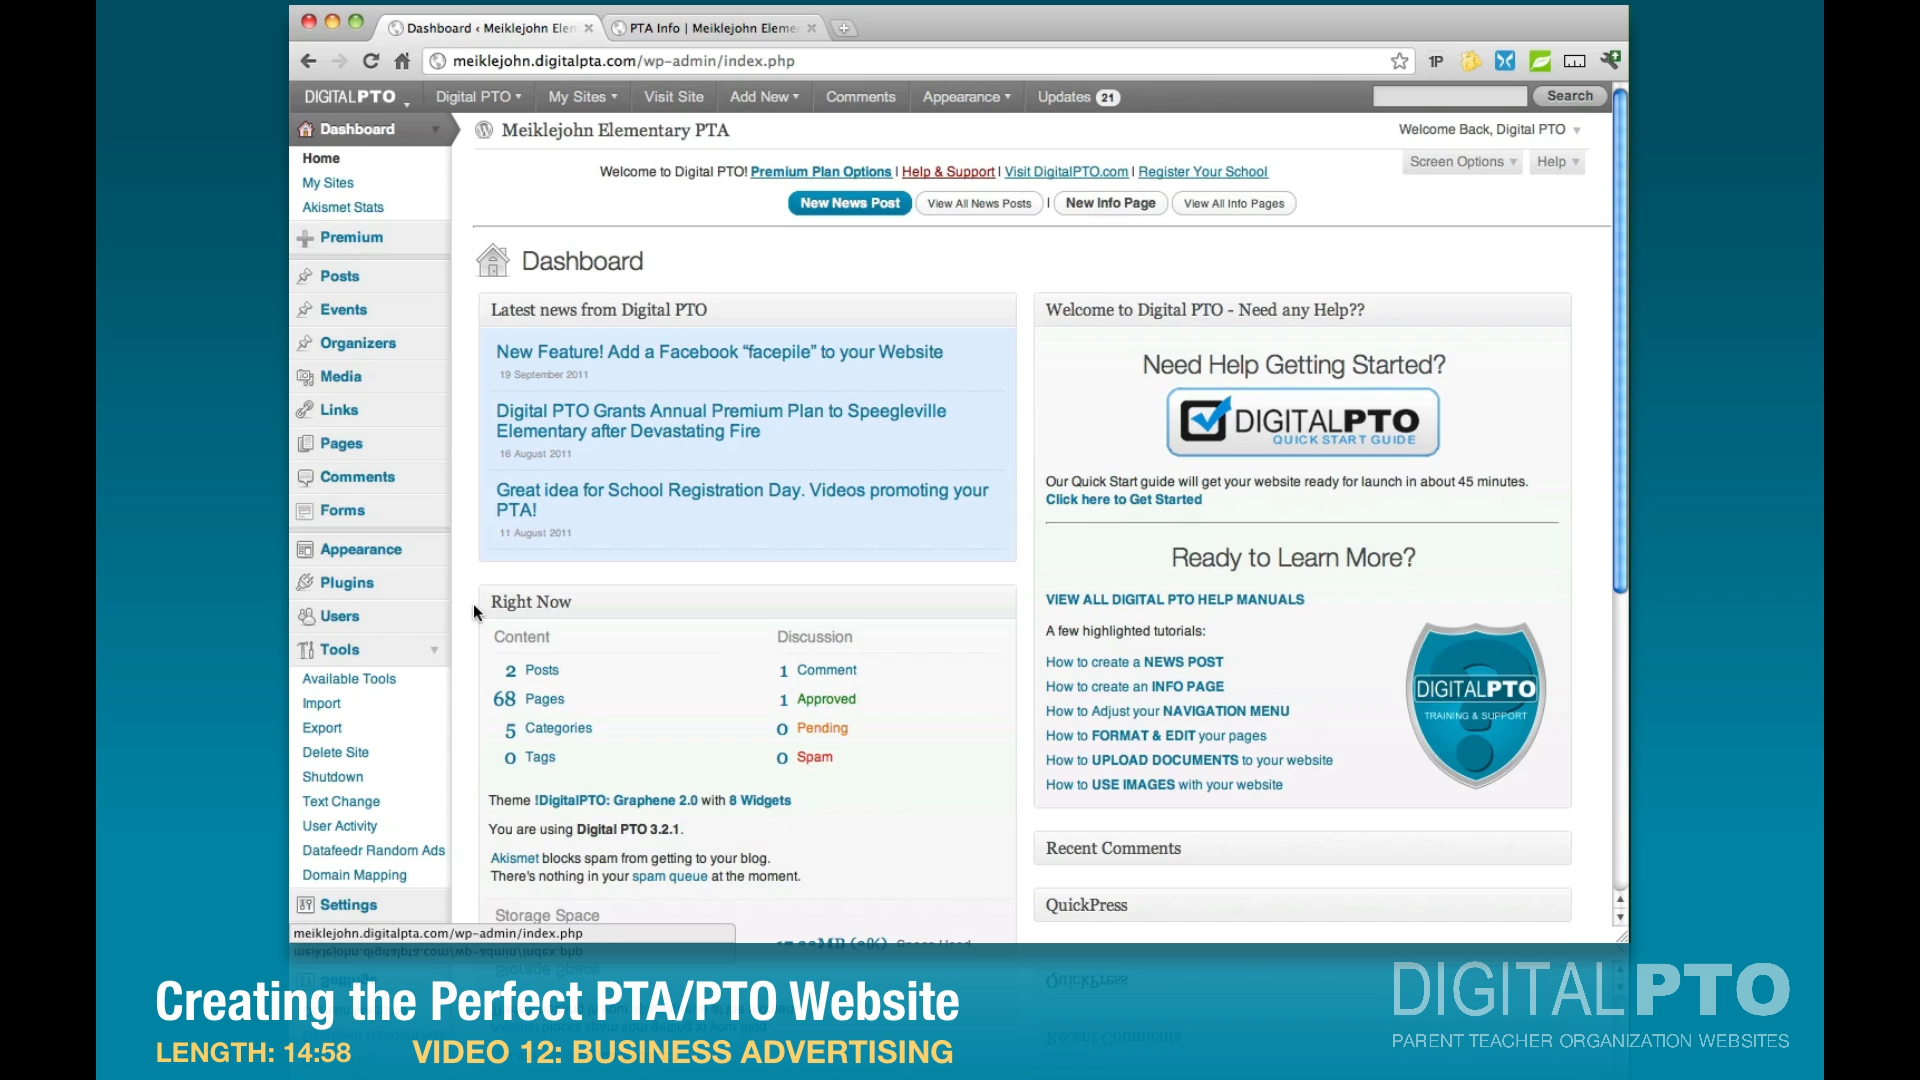 Dashboard ‹ Meiklejohn Elem
PTA Info | Meiklejohn Eleme
meiklejohn.digitalpta.com/wp-admin/index.php
1P
DIGITALPTO
Digital PTO
My Sites
Visit Site
Add New
Comments
Appearance
Updates 21
Search
Dashboard
Home
My Sites
Akismet Stats
Premium
Posts
Events
Organizers
Media
Links
Pages
Comments
Forms
Appearance
Plugins
Users
Tools
Available Tools
Import
Export
Delete Site
Shutdown
Text Change
User Activity
Datafeedr Random Ads
Domain Mapping
Settings
meiklejohn.digitalpta.com/wp-admin/index.php
Meiklejohn Elementary PTA
Welcome Back, Digital PTO
Screen Options
Help
Welcome to Digital PTO! Premium Plan Options | Help & Support | Visit DigitalPTO.com | Register Your School
New News Post
View All News Posts
|
New Info Page
View All Info Pages
Dashboard
Latest news from Digital PTO
New Feature! Add a Facebook “facepile” to your Website
19 September 2011
Digital PTO Grants Annual Premium Plan to Speegleville
Elementary after Devastating Fire
16 August 2011
Great idea for School Registration Day. Videos promoting your
PTA!
11 August 2011
Right Now
Content
Discussion
2 Posts
1 Comment
68 Pages
1 Approved
5 Categories
0 Pending
0 Tags
0 Spam
Theme !DigitalPTO: Graphene 2.0 with 8 Widgets
You are using Digital PTO 3.2.1.
Akismet blocks spam from getting to your blog.
There's nothing in your spam queue at the moment.
Storage Space
Welcome to Digital PTO - Need any Help??
Need Help Getting Started?
DIGITALPTO
QUICK START GUIDE
Our Quick Start guide will get your website ready for launch in about 45 minutes.
Click here to Get Started
Ready to Learn More?
VIEW ALL DIGITAL PTO HELP MANUALS
A few highlighted tutorials:
How to create a NEWS POST
How to create an INFO PAGE
How to Adjust your NAVIGATION MENU
How to FORMAT & EDIT your pages
How to UPLOAD DOCUMENTS to your website
How to USE IMAGES with your website
DIGITALPTO
TRAINING & SUPPORT
Recent Comments
QuickPress
Creating the Perfect PTA/PTO Website
LENGTH: 14:58 VIDEO 12: BUSINESS ADVERTISING
DIGITALPTO
PARENT TEACHER ORGANIZATION WEBSITES